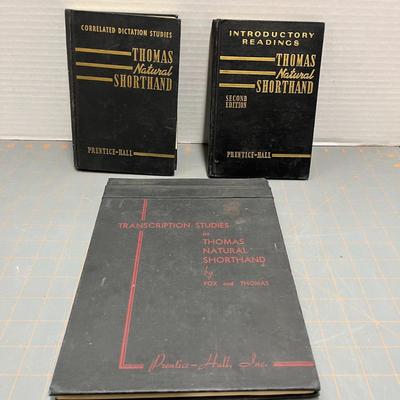 CORRELATED DICTATION STUDIES
THOMAS
Natural
SHORTHAND
PRENTICE-HALL
INTRODUCTORY
READINGS
THOMAS
Natural
SHORTHAND
SECOND
EDITION
PRENTICE-HALL
TRANSCRIPTION STUDIES
in
THOMAS
NATURAL
SHORTHAND
by
FOX and THOMAS
Prentice-Hall, Inc.